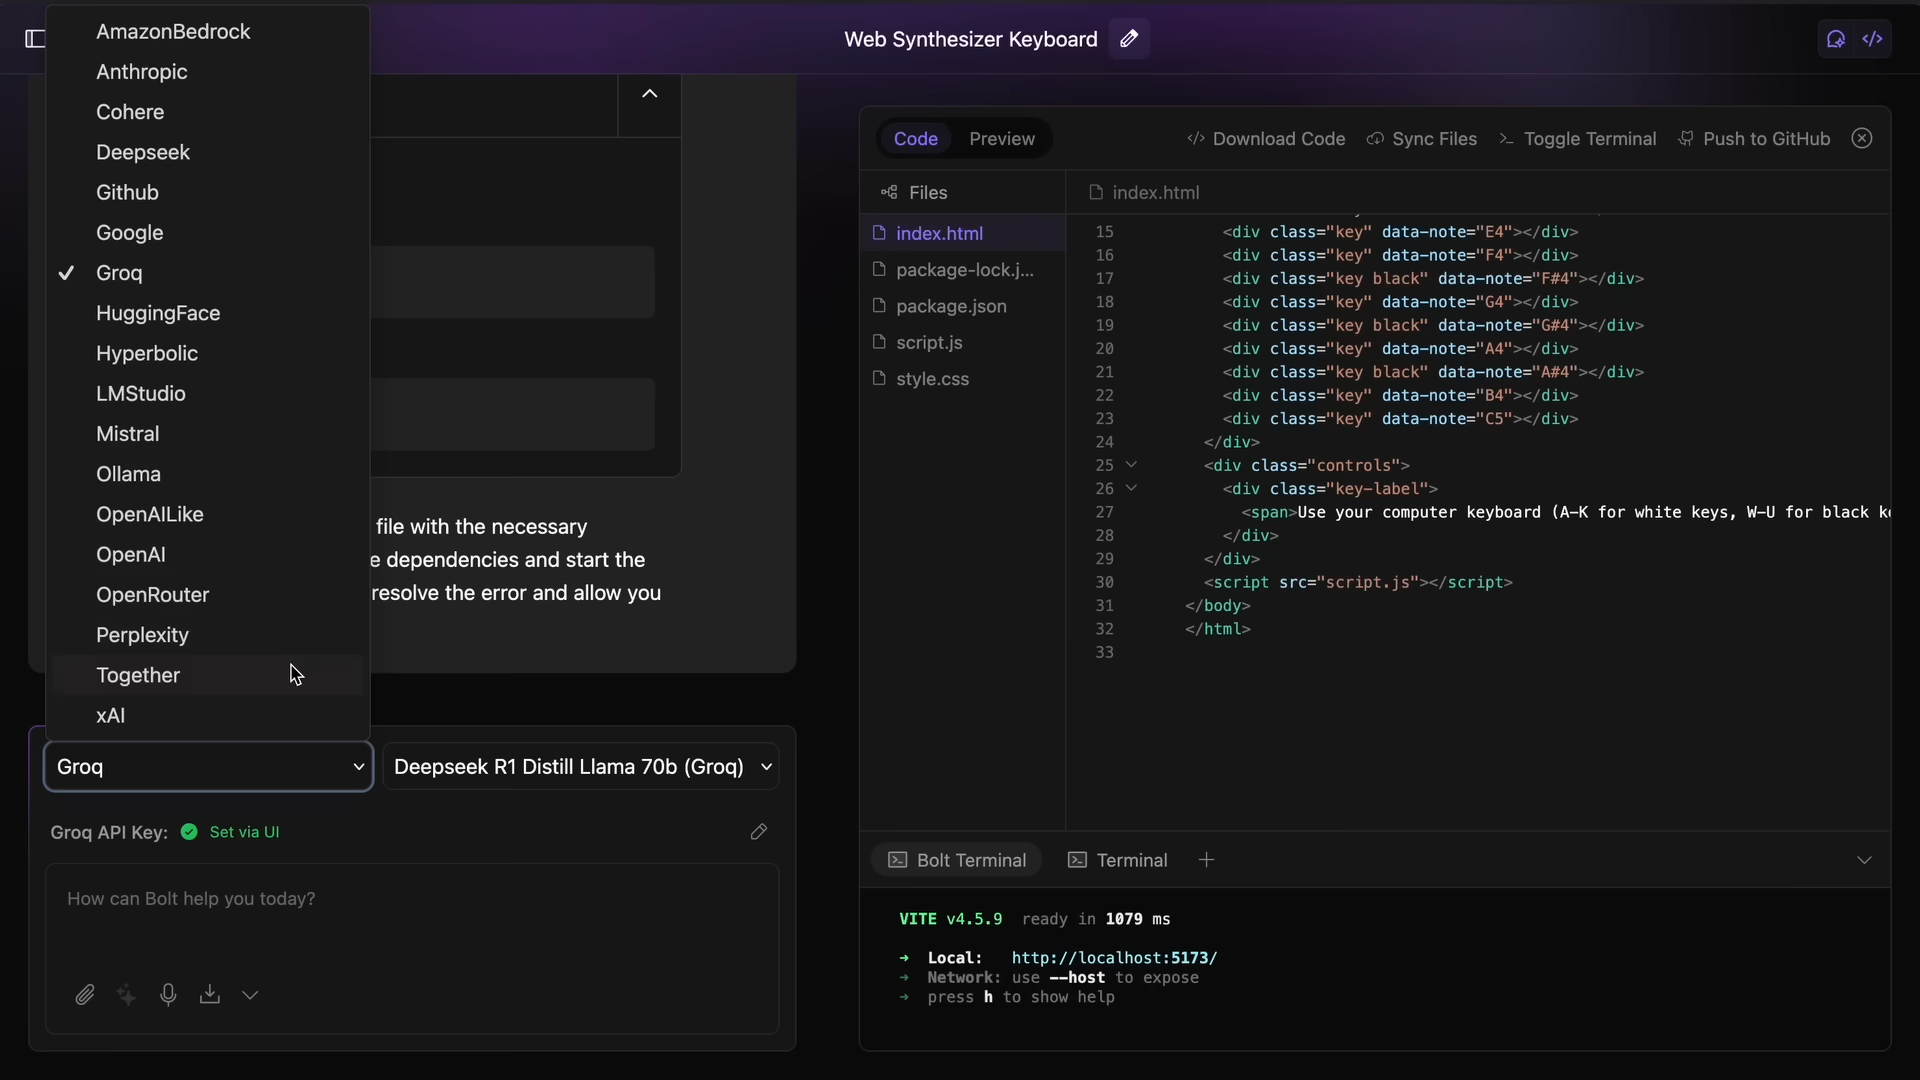 Web Synthesizer Keyboard
AmazonBedrock
Anthropic
Cohere
Deepseek
Github
Google
Groq
HuggingFace
Hyperbolic
LMStudio
Mistral
Ollama
OpenAILike
OpenAI
OpenRouter
Perplexity
Together
xAI
file with the necessary
e dependencies and start the
resolve the error and allow you
Groq
Deepseek R1 Distill Llama 70b (Groq)
Groq API Key: Set via UI
How can Bolt help you today?
Code Preview
Download Code Sync Files Toggle Terminal Push to GitHub
Files
index.html
package-lock.j...
package.json
script.js
style.css
index.html
15 <div class="key" data-note="E4"></div>
16 <div class="key" data-note="F4"></div>
17 <div class="key black" data-note="F#4"></div>
18 <div class="key" data-note="G4"></div>
19 <div class="key black" data-note="G#4"></div>
20 <div class="key" data-note="A4"></div>
21 <div class="key black" data-note="A#4"></div>
22 <div class="key" data-note="B4"></div>
23 <div class="key" data-note="C5"></div>
24 </div>
25 <div class="controls">
26 <div class="key-label">
27 <span>Use your computer keyboard (A-K for white keys, W-U for black
28 </div>
29 </div>
30 <script src="script.js"></script>
31 </body>
32 </html>
33
Bolt Terminal Terminal
VITE v4.5.9 ready in 1079 ms
➜ Local: http://localhost:5173/
➜ Network: use --host to expose
➜ press h to show help